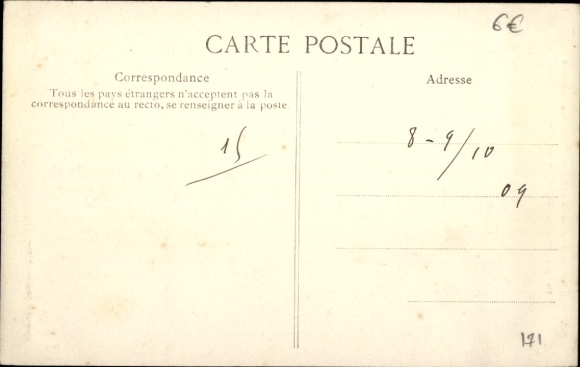 6€
CARTE POSTALE
Correspondance
Tous les pays étrangers n'acceptent pas la
correspondance au recto, se renseigner à la poste
15
Adresse
8-9/10
09
171